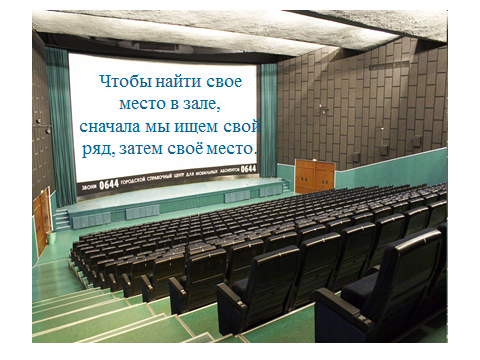 Чтобы найти свое
место в зале,
сначала мы ищем свой
ряд, затем своё место.
ЗВОНИ 0644 ГОРОДСКОЙ СПРАВОЧНЫЙ ЦЕНТР ДЛЯ МОБИЛЬНЫХ АБОНЕНТОВ 0644